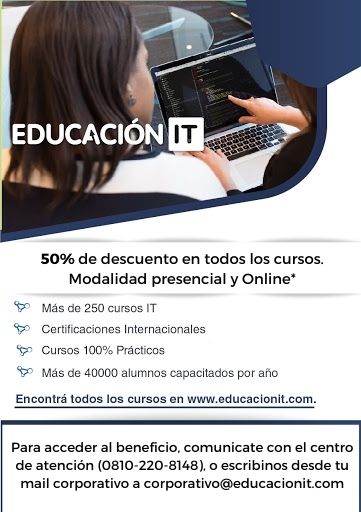 EDUCACIÓN IT
50% de descuento en todos los cursos.
Modalidad presencial y Online*
Más de 250 cursos IT
Certificaciones Internacionales
Cursos 100% Prácticos
Más de 40000 alumnos capacitados por año
Encontrá todos los cursos en www.educacionit.com.
Para acceder al beneficio, comunicate con el centro
de atención (0810-220-8148), o escribinos desde tu
mail corporativo a corporativo@educacionit.com